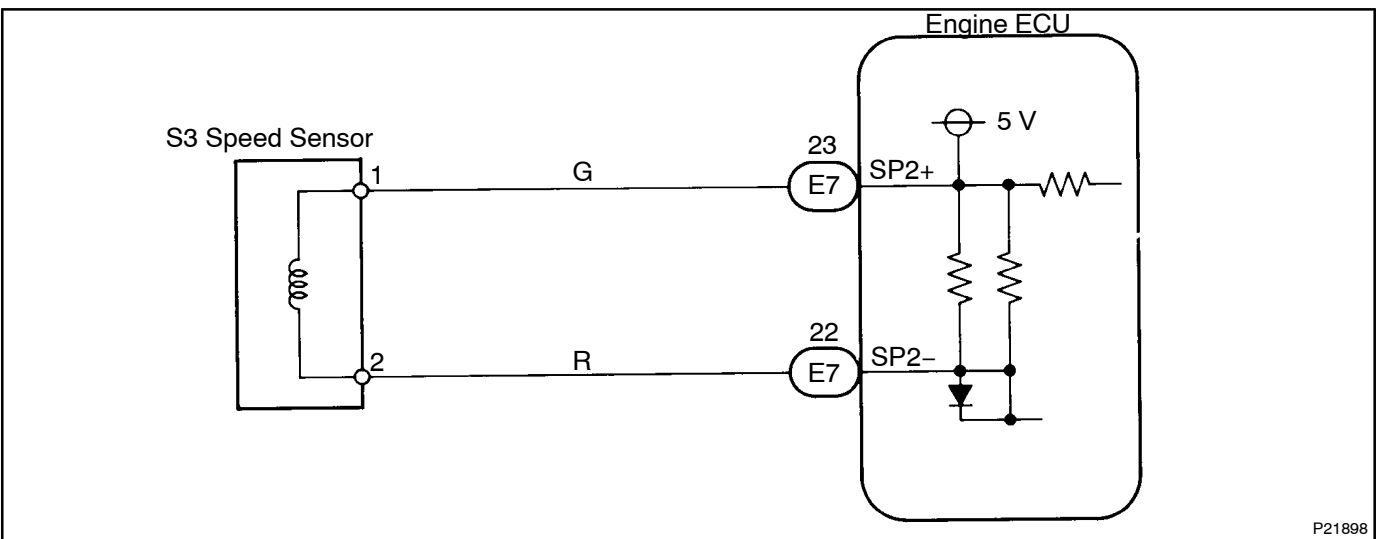 Engine ECU
5 V
S3 Speed Sensor
1
G
23
E7
SP2+
2
R
22
E7
SP2−
P21898